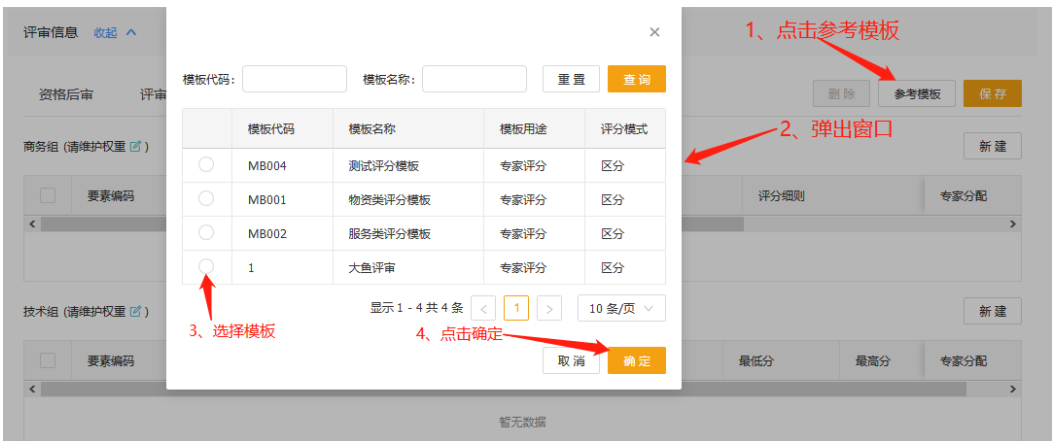 评审信息 收起
1、点击参考模板
模板代码: 模板名称: 重置 查询
资格后审 评审 删除 参考模板 保存
模板代码 模板名称 模板用途 评分模式
2、弹出窗口
商务组 (请维护权重) 新建
MB004 测试评分模板 专家评分 区分
要素编码 评分细则 专家分配
MB001 物资类评分模板 专家评分 区分
MB002 服务类评分模板 专家评分 区分
1 大鱼评审 专家评分 区分
显示 1 - 4 共 4 条 < 1 > 10 条/页
技术组 (请维护权重) 新建
3、选择模板
4、点击确定
取消 确定
要素编码 最低分 最高分 专家分配
暂无数据